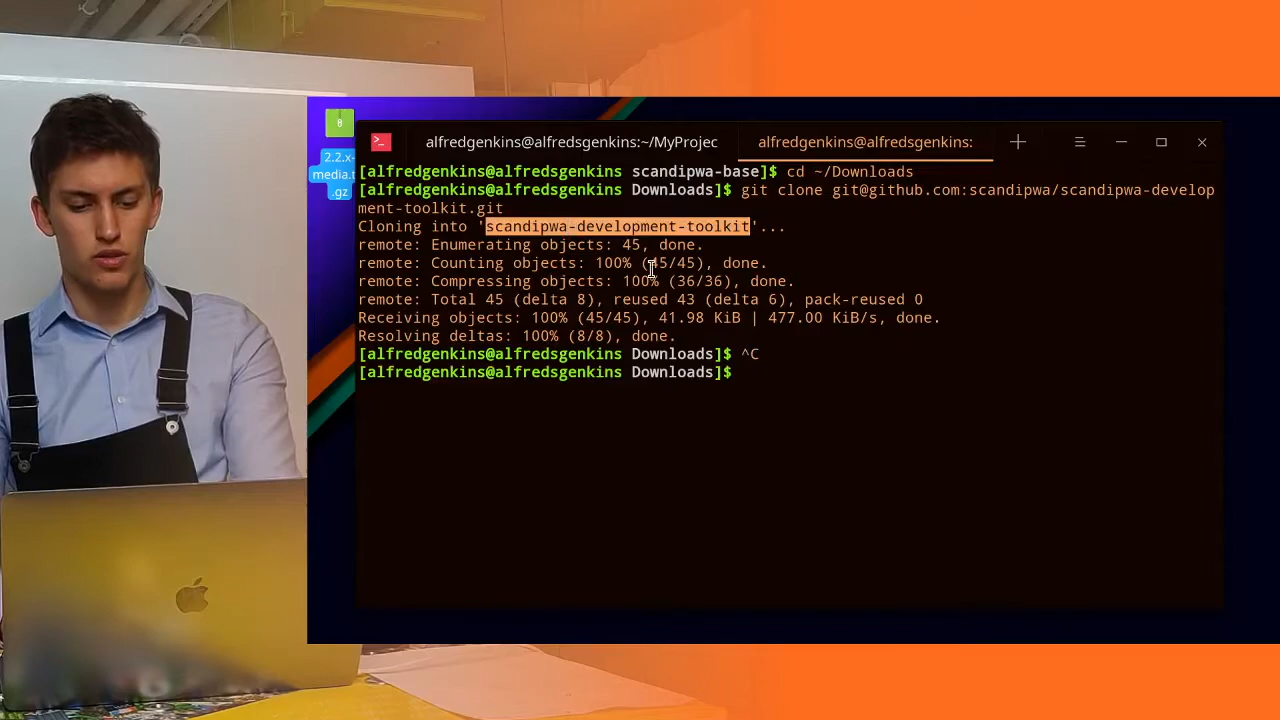 2.2.x-
media.t
.gz
alfredgenkins@alfredsgenkins:~/MyProjec
alfredgenkins@alfredsgenkins:
[alfredgenkins@alfredsgenkins scandipwa-base]$ cd ~/Downloads
[alfredgenkins@alfredsgenkins Downloads]$ git clone git@github.com:scandipwa/scandipwa-develop
ment-toolkit.git
Cloning into 'scandipwa-development-toolkit'...
remote: Enumerating objects: 45, done.
remote: Counting objects: 100% (45/45), done.
remote: Compressing objects: 100% (36/36), done.
remote: Total 45 (delta 8), reused 43 (delta 6), pack-reused 0
Receiving objects: 100% (45/45), 41.98 KiB | 477.00 KiB/s, done.
Resolving deltas: 100% (8/8), done.
[alfredgenkins@alfredsgenkins Downloads]$ ^C
[alfredgenkins@alfredsgenkins Downloads]$